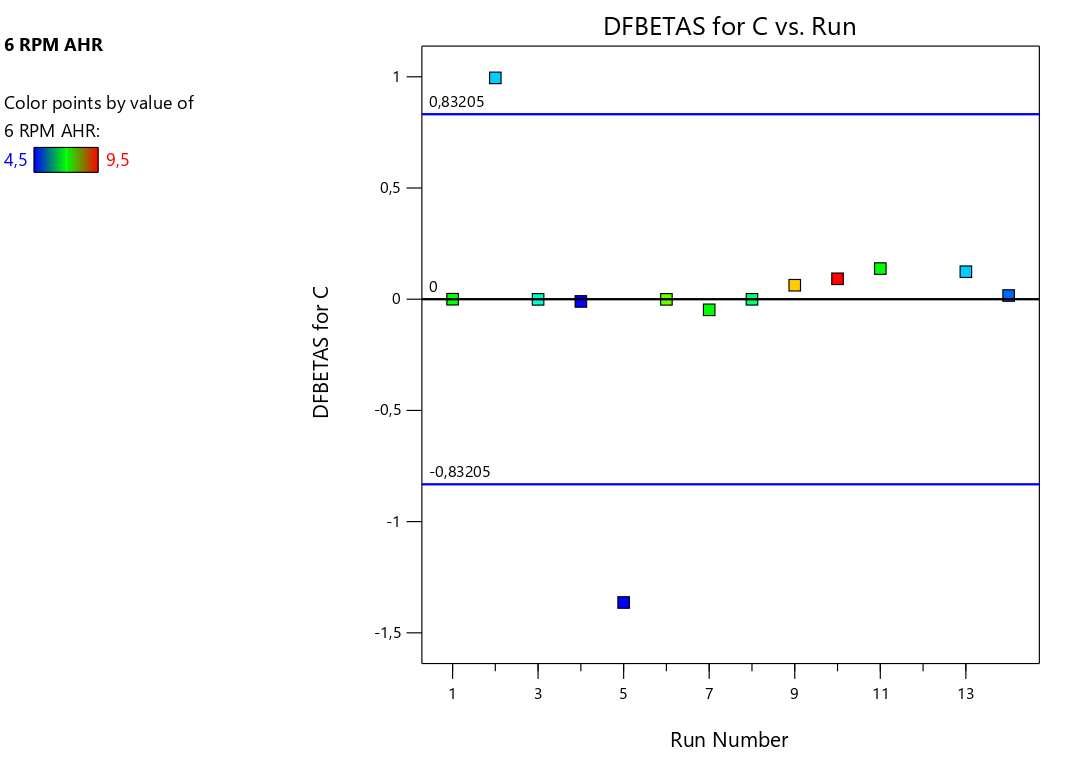 6 RPM AHR
Color points by value of
6 RPM AHR:
4,5 9,5
DFBETAS for C vs. Run
DFBETAS for C
1
0,5
0
-0,5
-1
-1,5
0,83205
0
-0,83205
1 3 5 7 9 11 13
Run Number